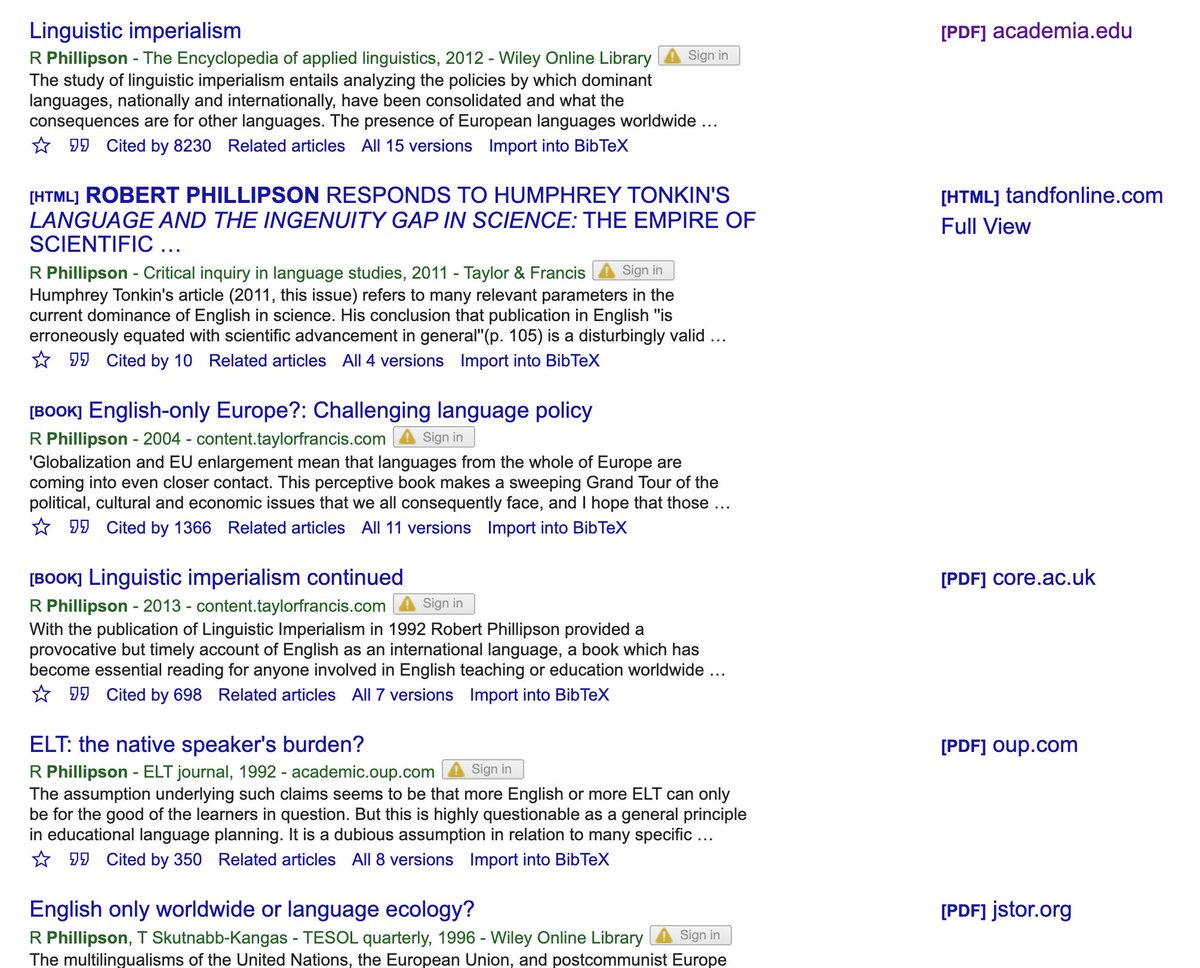 Linguistic imperialism
[PDF] academia.edu
R Phillipson - The Encyclopedia of applied linguistics, 2012 - Wiley Online Library Sign in
The study of linguistic imperialism entails analyzing the policies by which dominant
languages, nationally and internationally, have been consolidated and what the
consequences are for other languages. The presence of European languages worldwide …
Cited by 8230 Related articles All 15 versions Import into BibTeX
[HTML] ROBERT PHILLIPSON RESPONDS TO HUMPHREY TONKIN'S
LANGUAGE AND THE INGENUITY GAP IN SCIENCE: THE EMPIRE OF
SCIENTIFIC …
[HTML] tandfonline.com
Full View
R Phillipson - Critical inquiry in language studies, 2011 - Taylor & Francis Sign in
Humphrey Tonkin's article (2011, this issue) refers to many relevant parameters in the
current dominance of English in science. His conclusion that publication in English "is
erroneously equated with scientific advancement in general"(p. 105) is a disturbingly valid …
Cited by 10 Related articles All 4 versions Import into BibTeX
[BOOK] English-only Europe?: Challenging language policy
R Phillipson - 2004 - content.taylorfrancis.com Sign in
'Globalization and EU enlargement mean that languages from the whole of Europe are
coming into even closer contact. This perceptive book makes a sweeping Grand Tour of the
political, cultural and economic issues that we all consequently face, and I hope that those …
Cited by 1366 Related articles All 11 versions Import into BibTeX
[BOOK] Linguistic imperialism continued
[PDF] core.ac.uk
R Phillipson - 2013 - content.taylorfrancis.com Sign in
With the publication of Linguistic Imperialism in 1992 Robert Phillipson provided a
provocative but timely account of English as an international language, a book which has
become essential reading for anyone involved in English teaching or education worldwide …
Cited by 698 Related articles All 7 versions Import into BibTeX
ELT: the native speaker's burden?
[PDF] oup.com
R Phillipson - ELT journal, 1992 - academic.oup.com Sign in
The assumption underlying such claims seems to be that more English or more ELT can only
be for the good of the learners in question. But this is highly questionable as a general principle
in educational language planning. It is a dubious assumption in relation to many specific …
Cited by 350 Related articles All 8 versions Import into BibTeX
English only worldwide or language ecology?
[PDF] jstor.org
R Phillipson, T Skutnabb-Kangas - TESOL quarterly, 1996 - Wiley Online Library Sign in
The multilingualisms of the United Nations, the European Union, and postcommunist Europe